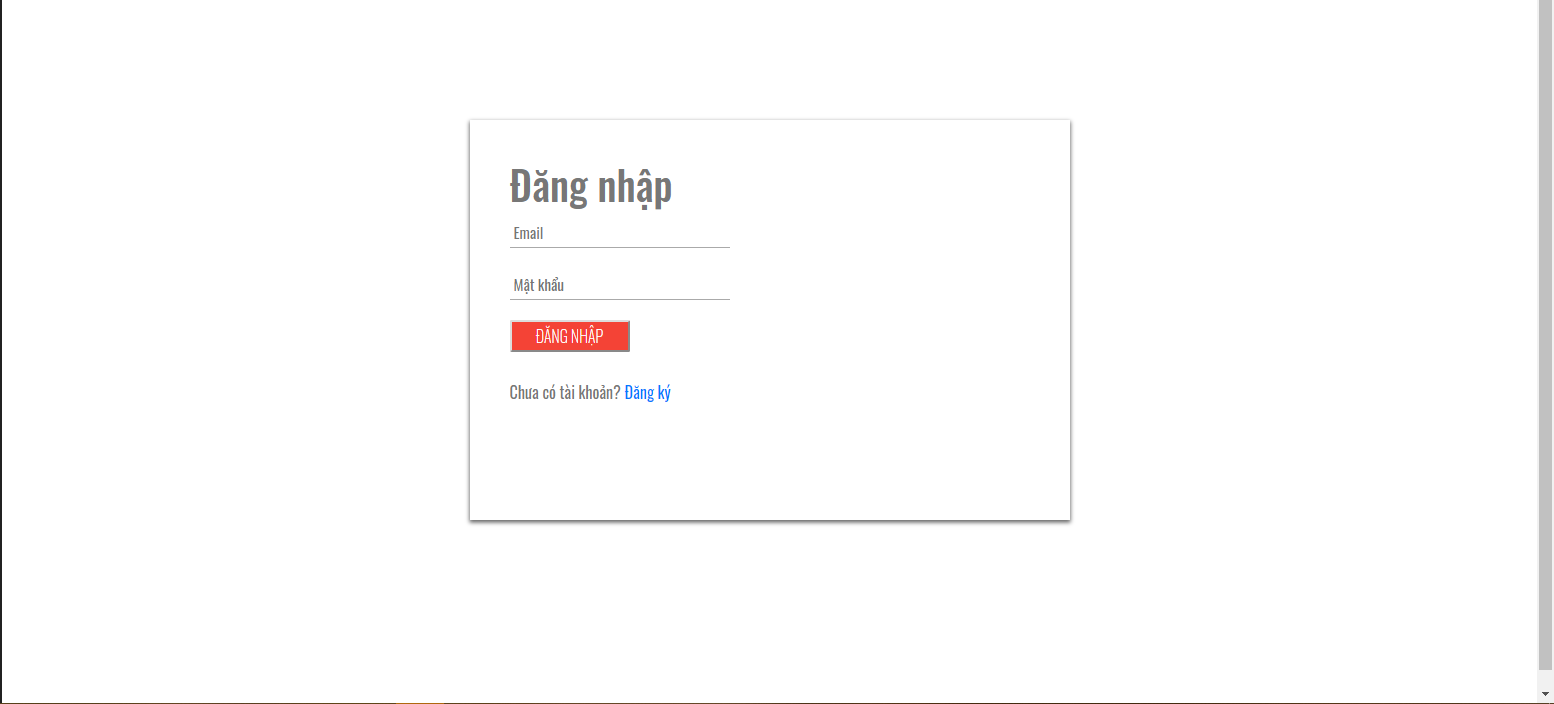 Đăng nhập
Email
Mật khẩu
ĐĂNG NHẬP
Chưa có tài khoản? Đăng ký